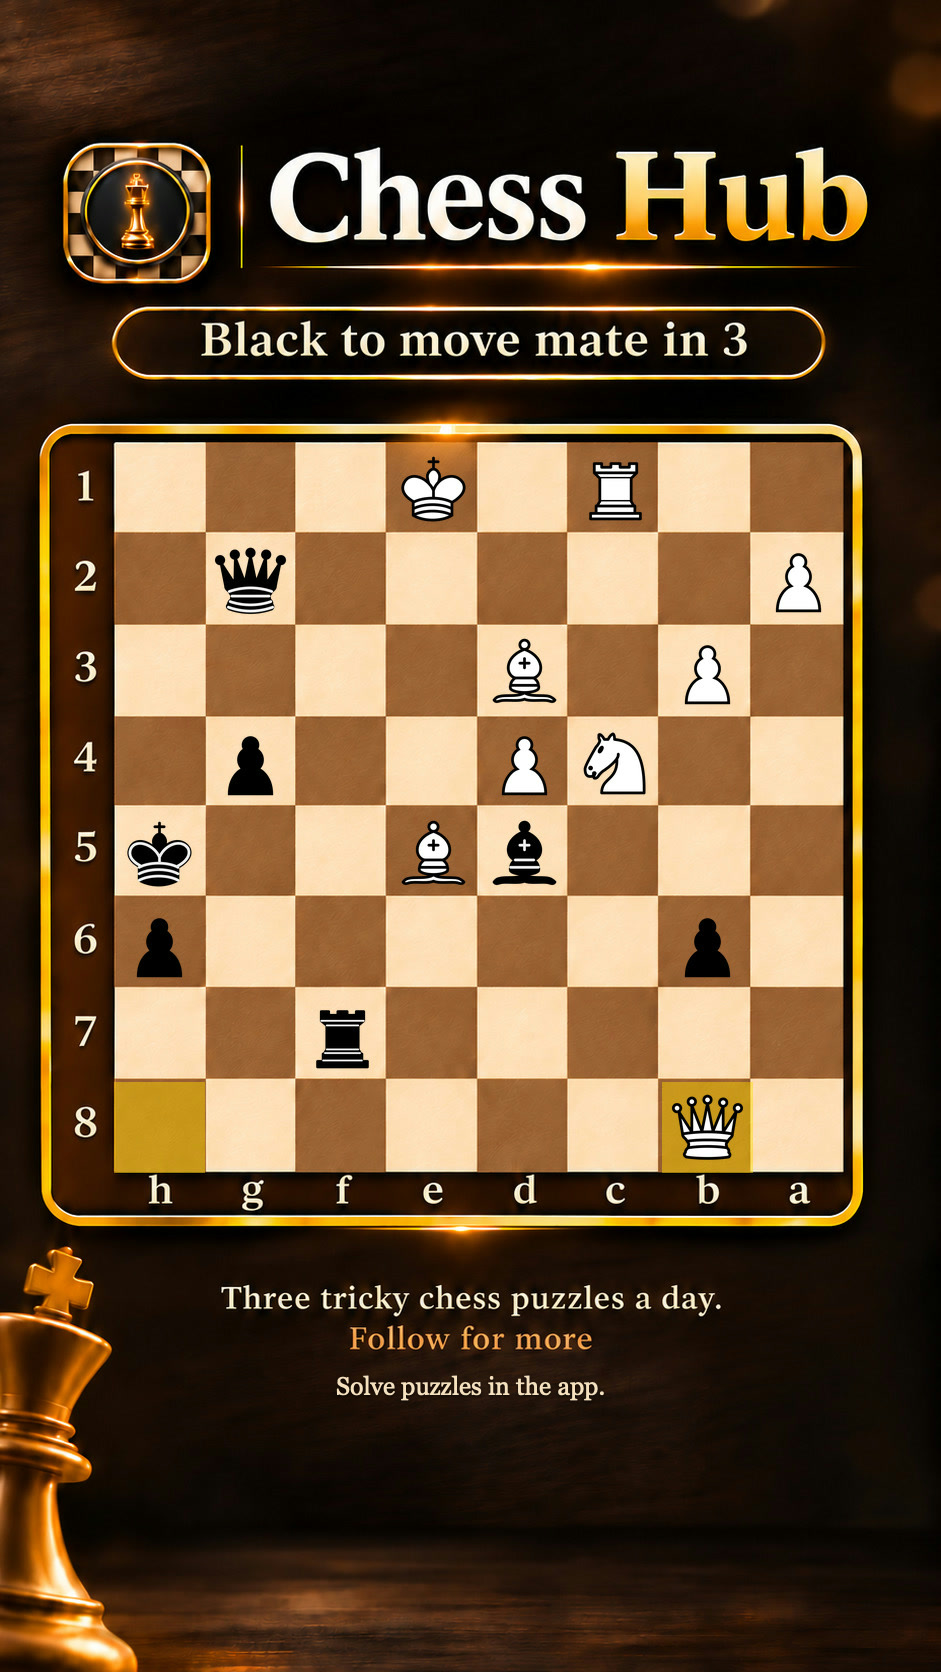 Chess Hub
Black to move mate in 3
1
2
3
4
5
6
7
8
h g f e d c b a
Three tricky chess puzzles a day.
Follow for more
Solve puzzles in the app.